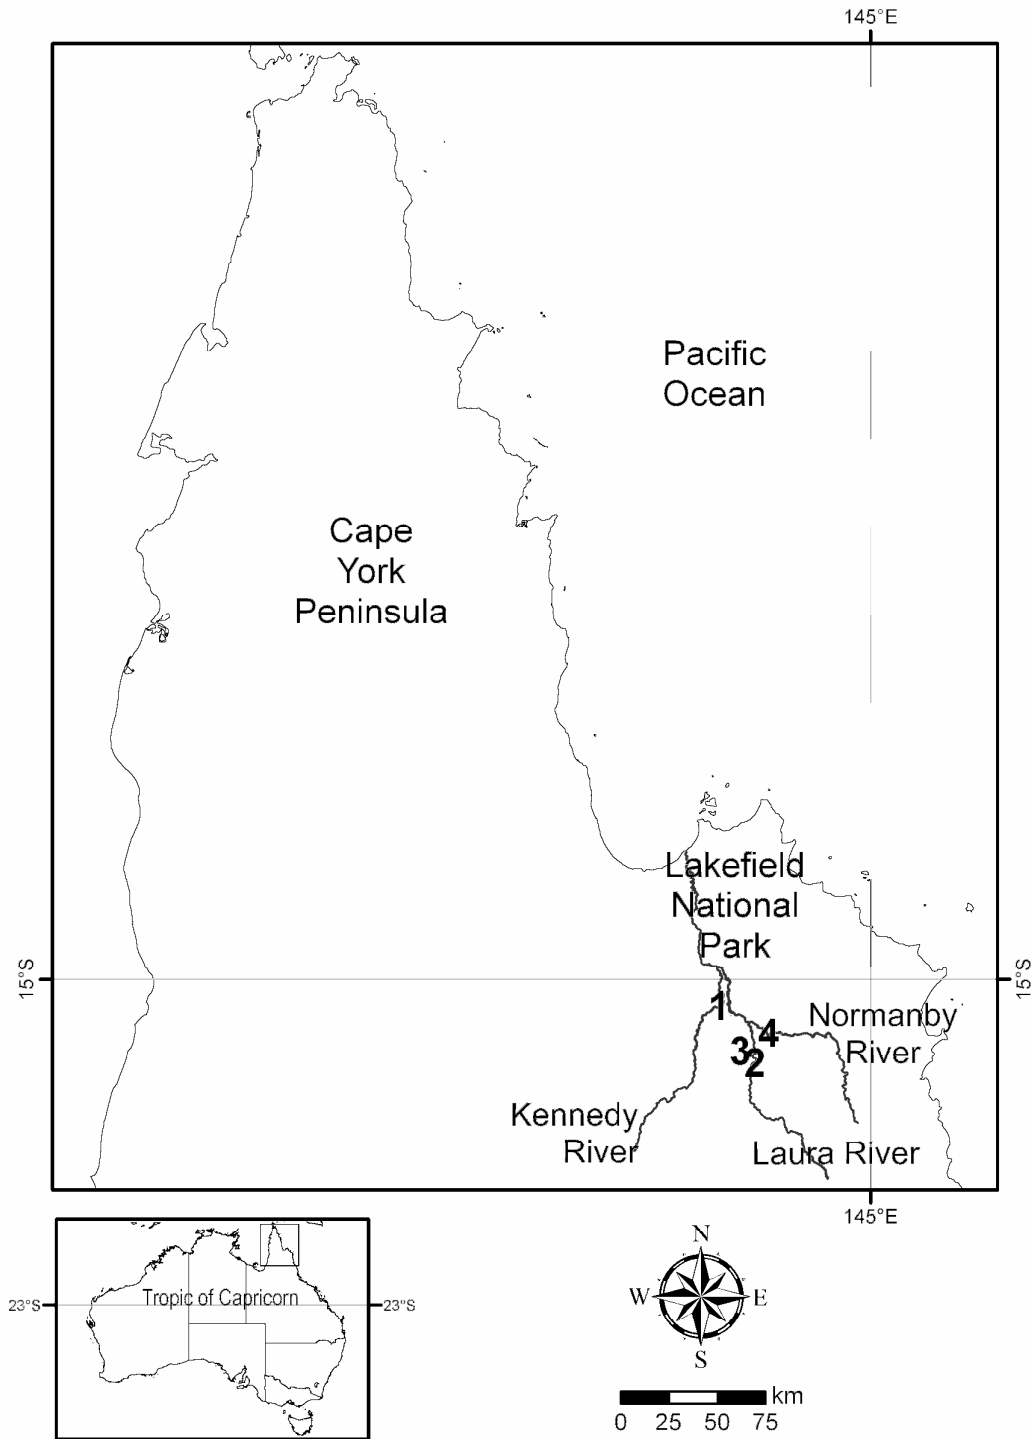 145°E
Pacific
Ocean
Cape
York
Peninsula
Lakefield
National
Park
15°S
15°S
1
Normanby
River
4
3
2
Kennedy
River
Laura River
145°E
Tropic of Capricorn
23°S
23°S
N
W
E
S
km
0 25 50 75